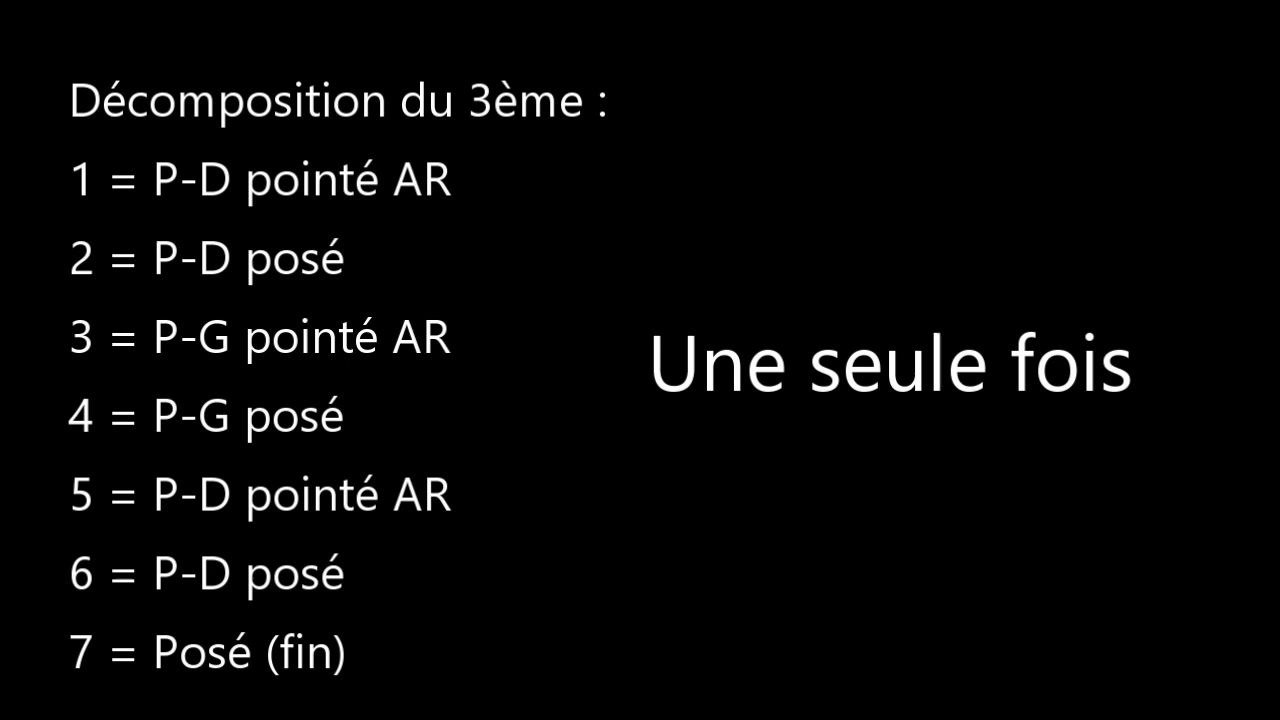 Décomposition du 3ème :
1 = P-D pointé AR
2 = P-D posé
3 = P-G pointé AR
4 = P-G posé
5 = P-D pointé AR
6 = P-D posé
7 = Posé (fin)
Une seule fois